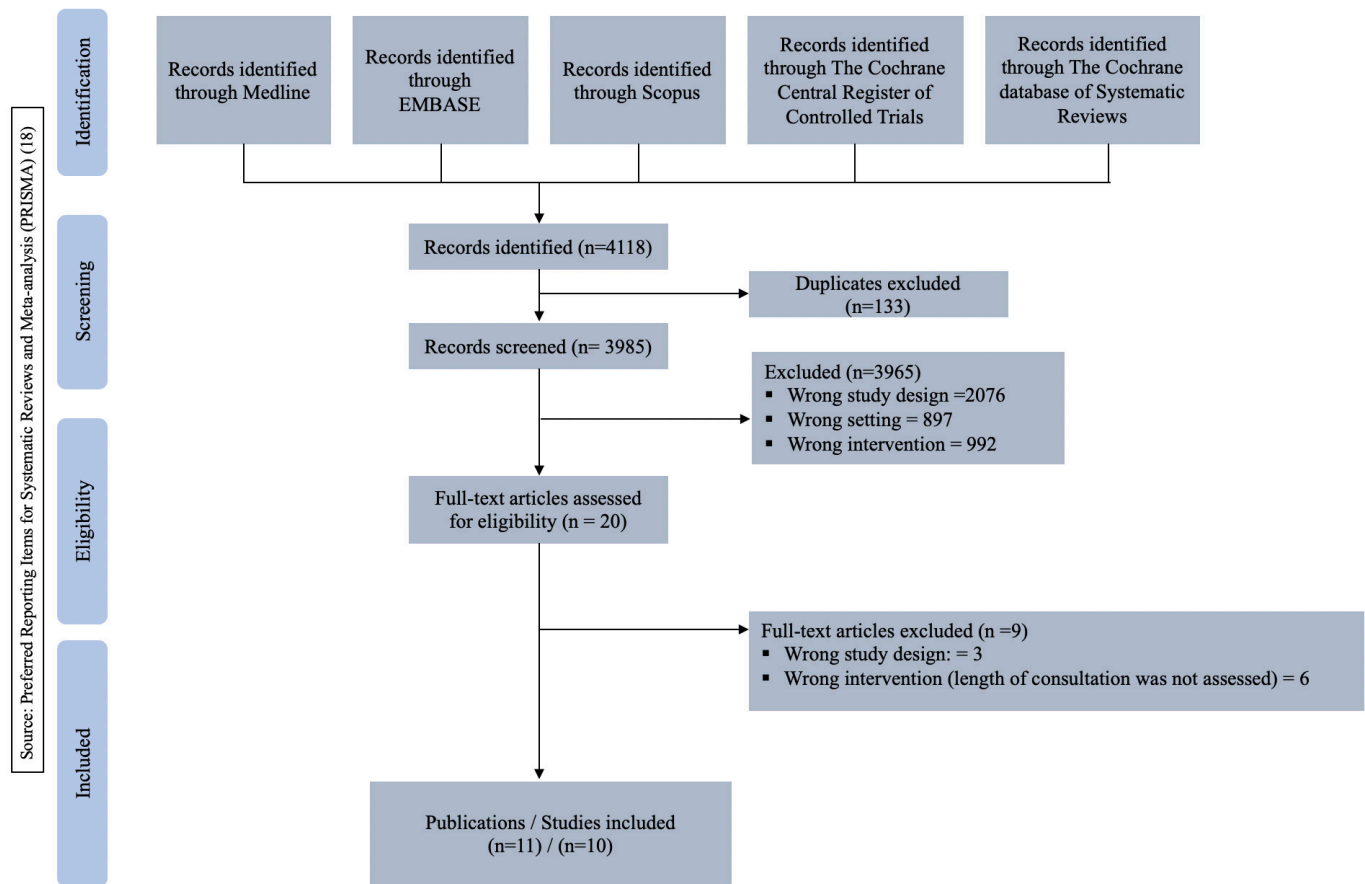 Source: Preferred Reporting Items for Systematic Reviews and Meta-analysis (PRISMA) (18)
Identification
Records identified
through Medline
Records identified
through
EMBASE
Records identified
through Scopus
Records identified
through The Cochrane
Central Register of
Controlled Trials
Records identified
through The Cochrane
database of Systematic
Reviews
Screening
Records identified (n=4118)
Duplicates excluded
(n=133)
Records screened (n= 3985)
Excluded (n=3965)
▪ Wrong study design =2076
▪ Wrong setting = 897
▪ Wrong intervention = 992
Eligibility
Full-text articles assessed
for eligibility (n = 20)
Full-text articles excluded (n =9)
▪ Wrong study design: = 3
▪ Wrong intervention (length of consultation was not assessed) = 6
Included
Publications / Studies included
(n=11) / (n=10)